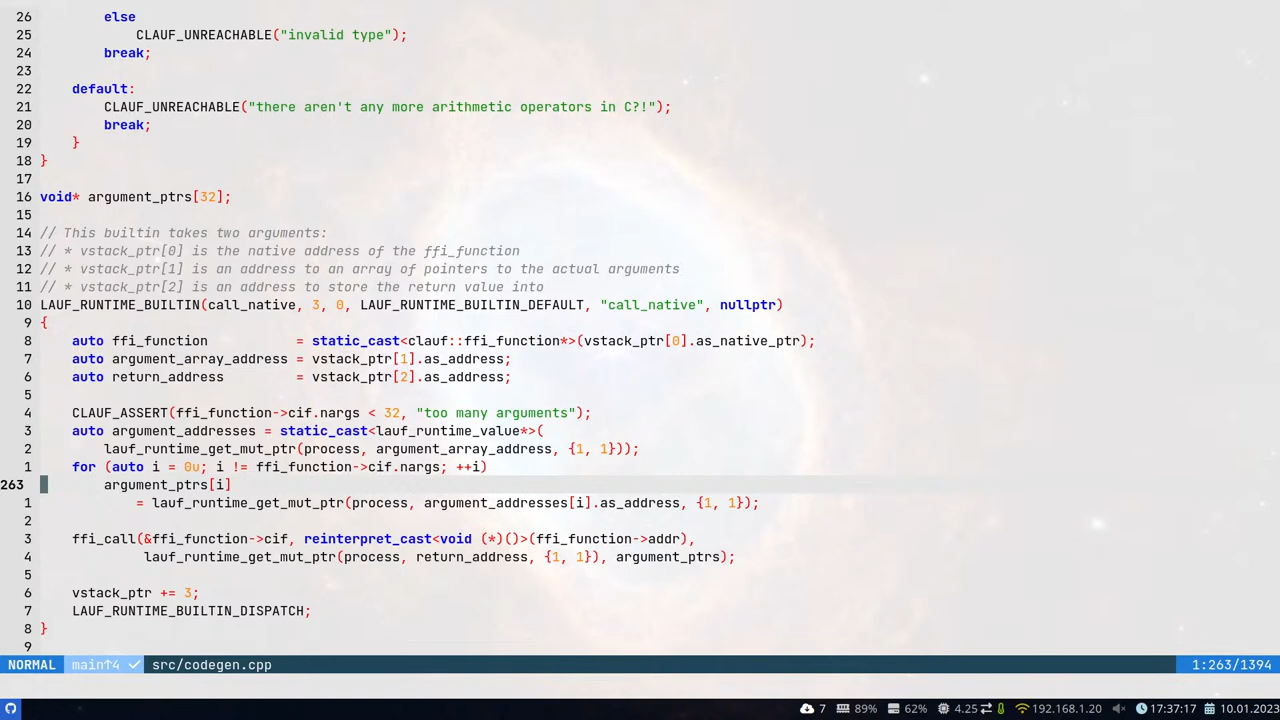 26         else
25             CLAUF_UNREACHABLE("invalid type");
24         break;
23
22     default:
21         CLAUF_UNREACHABLE("there aren't any more arithmetic operators in C?!");
20         break;
19     }
18 }
17
16 void* argument_ptrs[32];
15
14 // This builtin takes two arguments:
13 // * vstack_ptr[0] is the native address of the ffi_function
12 // * vstack_ptr[1] is an address to an array of pointers to the actual arguments
11 // * vstack_ptr[2] is an address to store the return value into
10 LAUF_RUNTIME_BUILTIN(call_native, 3, 0, LAUF_RUNTIME_BUILTIN_DEFAULT, "call_native", nullptr)
9 {
8     auto ffi_function           = static_cast<clauf::ffi_function*>(vstack_ptr[0].as_native_ptr);
7     auto argument_array_address = vstack_ptr[1].as_address;
6     auto return_address         = vstack_ptr[2].as_address;
5
4     CLAUF_ASSERT(ffi_function->cif.nargs < 32, "too many arguments");
3     auto argument_addresses = static_cast<lauf_runtime_value*>(
2         lauf_runtime_get_mut_ptr(process, argument_array_address, {1, 1}));
1     for (auto i = 0u; i != ffi_function->cif.nargs; ++i)
263         argument_ptrs[i]
1             = lauf_runtime_get_mut_ptr(process, argument_addresses[i].as_address, {1, 1});
2
3     ffi_call(&ffi_function->cif, reinterpret_cast<void (*)()>(ffi_function->addr),
4              lauf_runtime_get_mut_ptr(process, return_address, {1, 1}), argument_ptrs);
5
6     vstack_ptr += 3;
7     LAUF_RUNTIME_BUILTIN_DISPATCH;
8 }
9
NORMAL main↑4 ✓ src/codegen.cpp 1:263/1394
7 89% 62% 4.25 192.168.1.20 17:37:17 10.01.2023